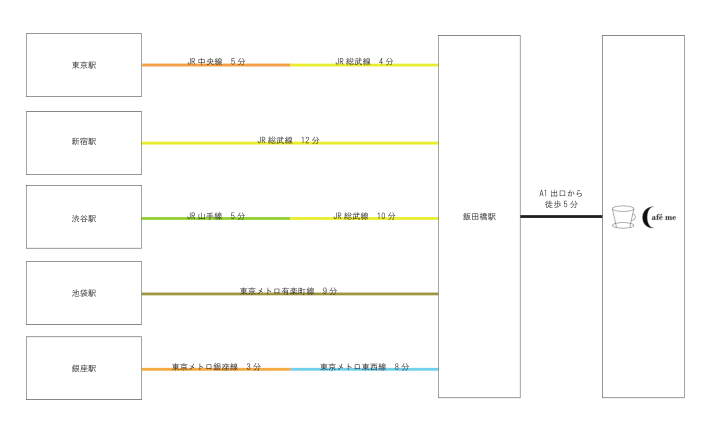 東京駅
JR 中央線　5 分
JR 総武線　4 分
新宿駅
JR 総武線　12 分
渋谷駅
JR 山手線　5 分
JR 総武線　10 分
池袋駅
東京メトロ有楽町線　9 分
銀座駅
東京メトロ銀座線　3 分
東京メトロ東西線　8 分
飯田橋駅
A1 出口から
徒歩 5 分
Café me